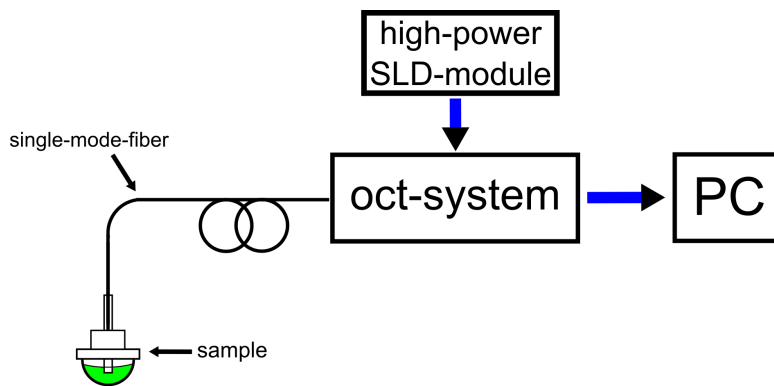 high-power
SLD-module
single-mode-fiber
oct-system
PC
sample